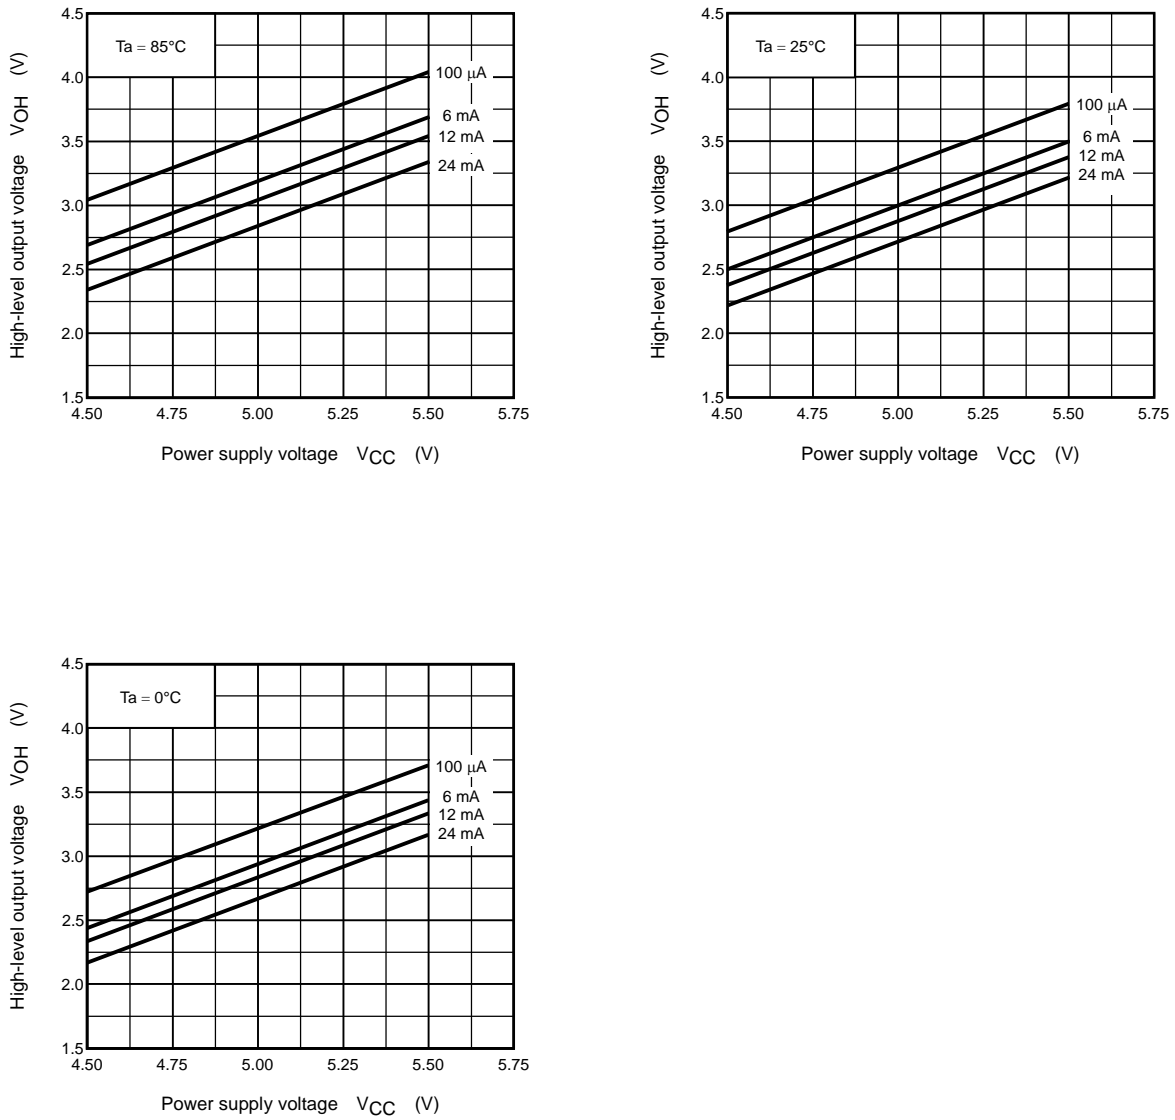 High-level output voltage VOH (V)
4.5
4.0
3.5
3.0
2.5
2.0
1.5
Ta = 85°C
100 μA
6 mA
12 mA
24 mA
4.50 4.75 5.00 5.25 5.50 5.75
Power supply voltage VCC (V)
High-level output voltage VOH (V)
4.5
4.0
3.5
3.0
2.5
2.0
1.5
Ta = 25°C
100 μA
6 mA
12 mA
24 mA
4.50 4.75 5.00 5.25 5.50 5.75
Power supply voltage VCC (V)
High-level output voltage VOH (V)
4.5
4.0
3.5
3.0
2.5
2.0
1.5
Ta = 0°C
100 μA
6 mA
12 mA
24 mA
4.50 4.75 5.00 5.25 5.50 5.75
Power supply voltage VCC (V)